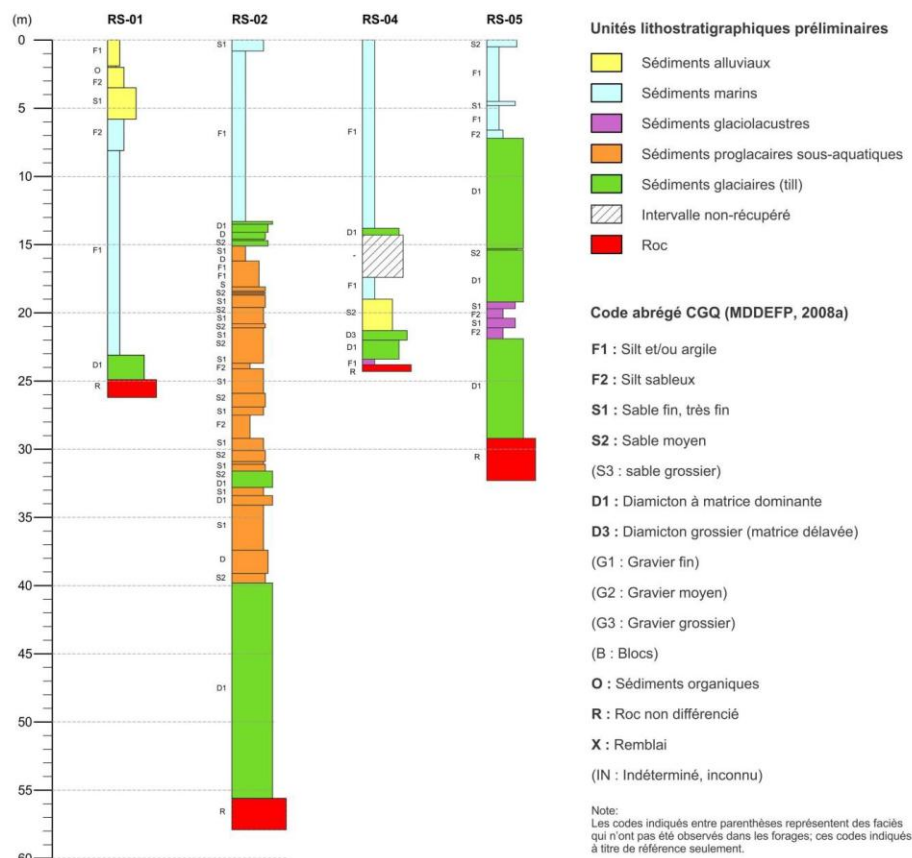 (m)
RS-01
RS-02
RS-04
RS-05
0
5
10
15
20
25
30
35
40
45
50
55
60
F1
O
F2
S1
F2
F1
D1
R
S1
F1
D1
D
S2
S1
D
F1
F1
S
S2
S1
S2
S1
S2
S1
S2
S1
F2
S1
S2
S1
F2
S1
S2
S1
S2
D1
S1
D1
S1
D
S2
D1
R
F1
D1
-
F1
S2
D3
D1
F1
R
S2
F1
S1
F1
F2
D1
S2
D1
S1
F2
S1
F2
D1
R
Unités lithostratigraphiques préliminaires
Sédiments alluviaux
Sédiments marins
Sédiments glaciolacustres
Sédiments proglacaires sous-aquatiques
Sédiments glaciaires (till)
Intervalle non-récupéré
Roc
Code abrégé CGQ (MDDEFP, 2008a)
F1 : Silt et/ou argile
F2 : Silt sableux
S1 : Sable fin, très fin
S2 : Sable moyen
(S3 : sable grossier)
D1 : Diamicton à matrice dominante
D3 : Diamicton grossier (matrice délavée)
(G1 : Gravier fin)
(G2 : Gravier moyen)
(G3 : Gravier grossier)
(B : Blocs)
O : Sédiments organiques
R : Roc non différencié
X : Remblai
(IN : Indéterminé, inconnu)
Note:
Les codes indiqués entre parenthèses représentent des faciès
qui n'ont pas été observés dans les forages; ces codes indiqués
à titre de référence seulement.